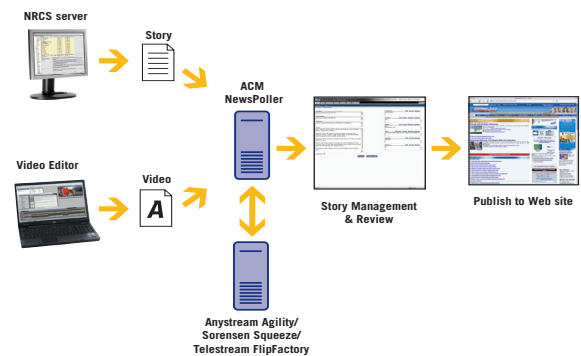 NRCS server
Story
ACM
NewsPoller
Video Editor
Video
A
Story Management
& Review
Publish to Web site
Anystream Agility/
Sorensen Squeeze/
Telestream FlipFactory